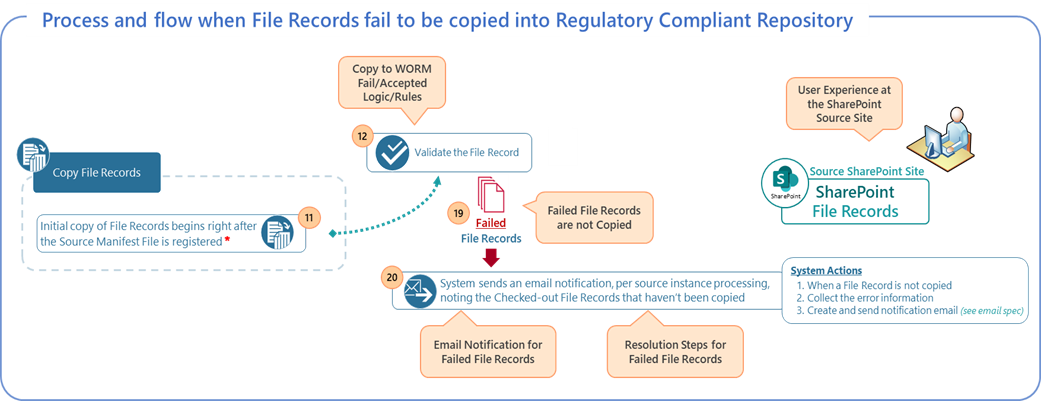 Process and flow when File Records fail to be copied into Regulatory Compliant Repository
Copy to WORM
Fail/Accepted
Logic/Rules
User Experience at
the SharePoint
Source Site
12
Validate the File Record
Copy File Records
Source SharePoint Site
S
SharePoint
SharePoint
File Records
11
Initial copy of File Records begins right after
the Source Manifest File is registered *
19
Failed
File Records
Failed File Records
are not Copied
20
System sends an email notification, per source instance processing,
noting the Checked-out File Records that haven't been copied
System Actions
1. When a File Record is not copied
2. Collect the error information
3. Create and send notification email (see email spec)
Email Notification for
Failed File Records
Resolution Steps for
Failed File Records